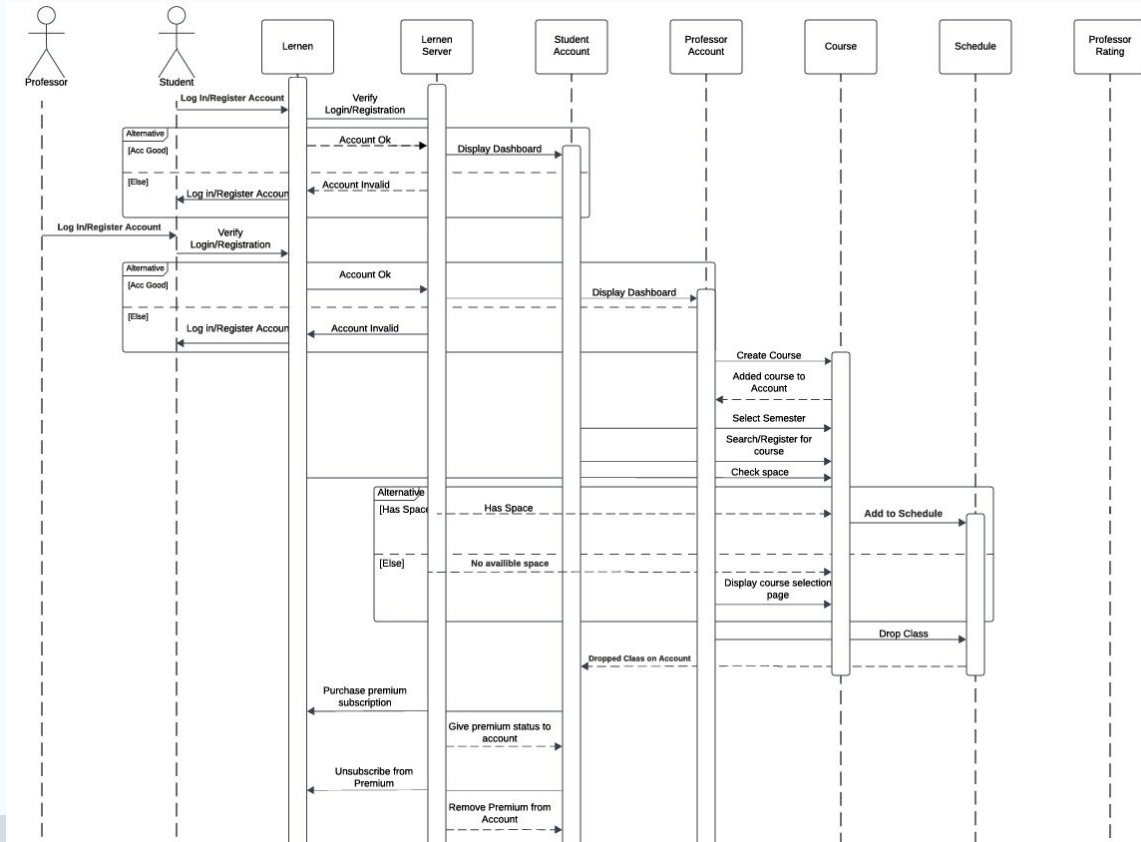 Lernen
Lernen
Server
Student
Account
Professor
Account
Course
Schedule
Professor
Rating
Professor
Student
Log In/Register Account
Verify
Login/Registration
Alternative
Account Ok
[Acc Good]
Display Dashboard
[Else]
Account Invalid
Log in/Register Accoun
Log In/Register Account
Verify
Login/Registration
Alternative
Account Ok
[Acc Good]
Display Dashboard
[Else]
Log in/Register Accoun
Account Invalid
Create Course
Added course to
Account
Select Semester
Search/Register for
course
Check space
Alternative
[Has Space
Has Space
Add to Schedule
[Else]
No availible space
Display course selection
page
Drop Class
Dropped Class on Account
Purchase premium
subscription
Give premium status to
account
Unsubscribe from
Premium
Remove Premium from
Account